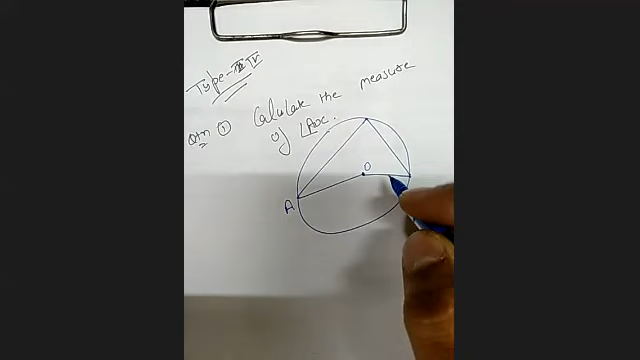 Type-IV
Qtn ① Calculate the measure
of ∠AOC.
O
A